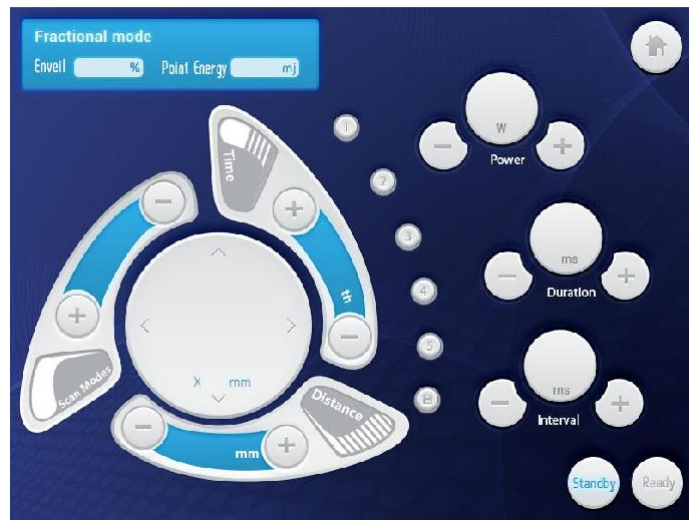 Fractional mode
Enveil % Point Energy mj
Time
th
Scan Modes
X mm
mm
Distance
1
2
3
4
5
W
− Power +
ms
− Duration +
ms
− Interval +
Standby Ready